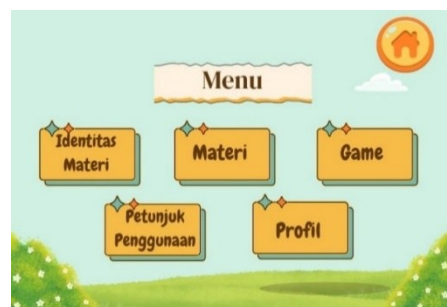 Menu
Identitas
Materi
Materi
Game
Petunjuk
Penggunaan
Profil